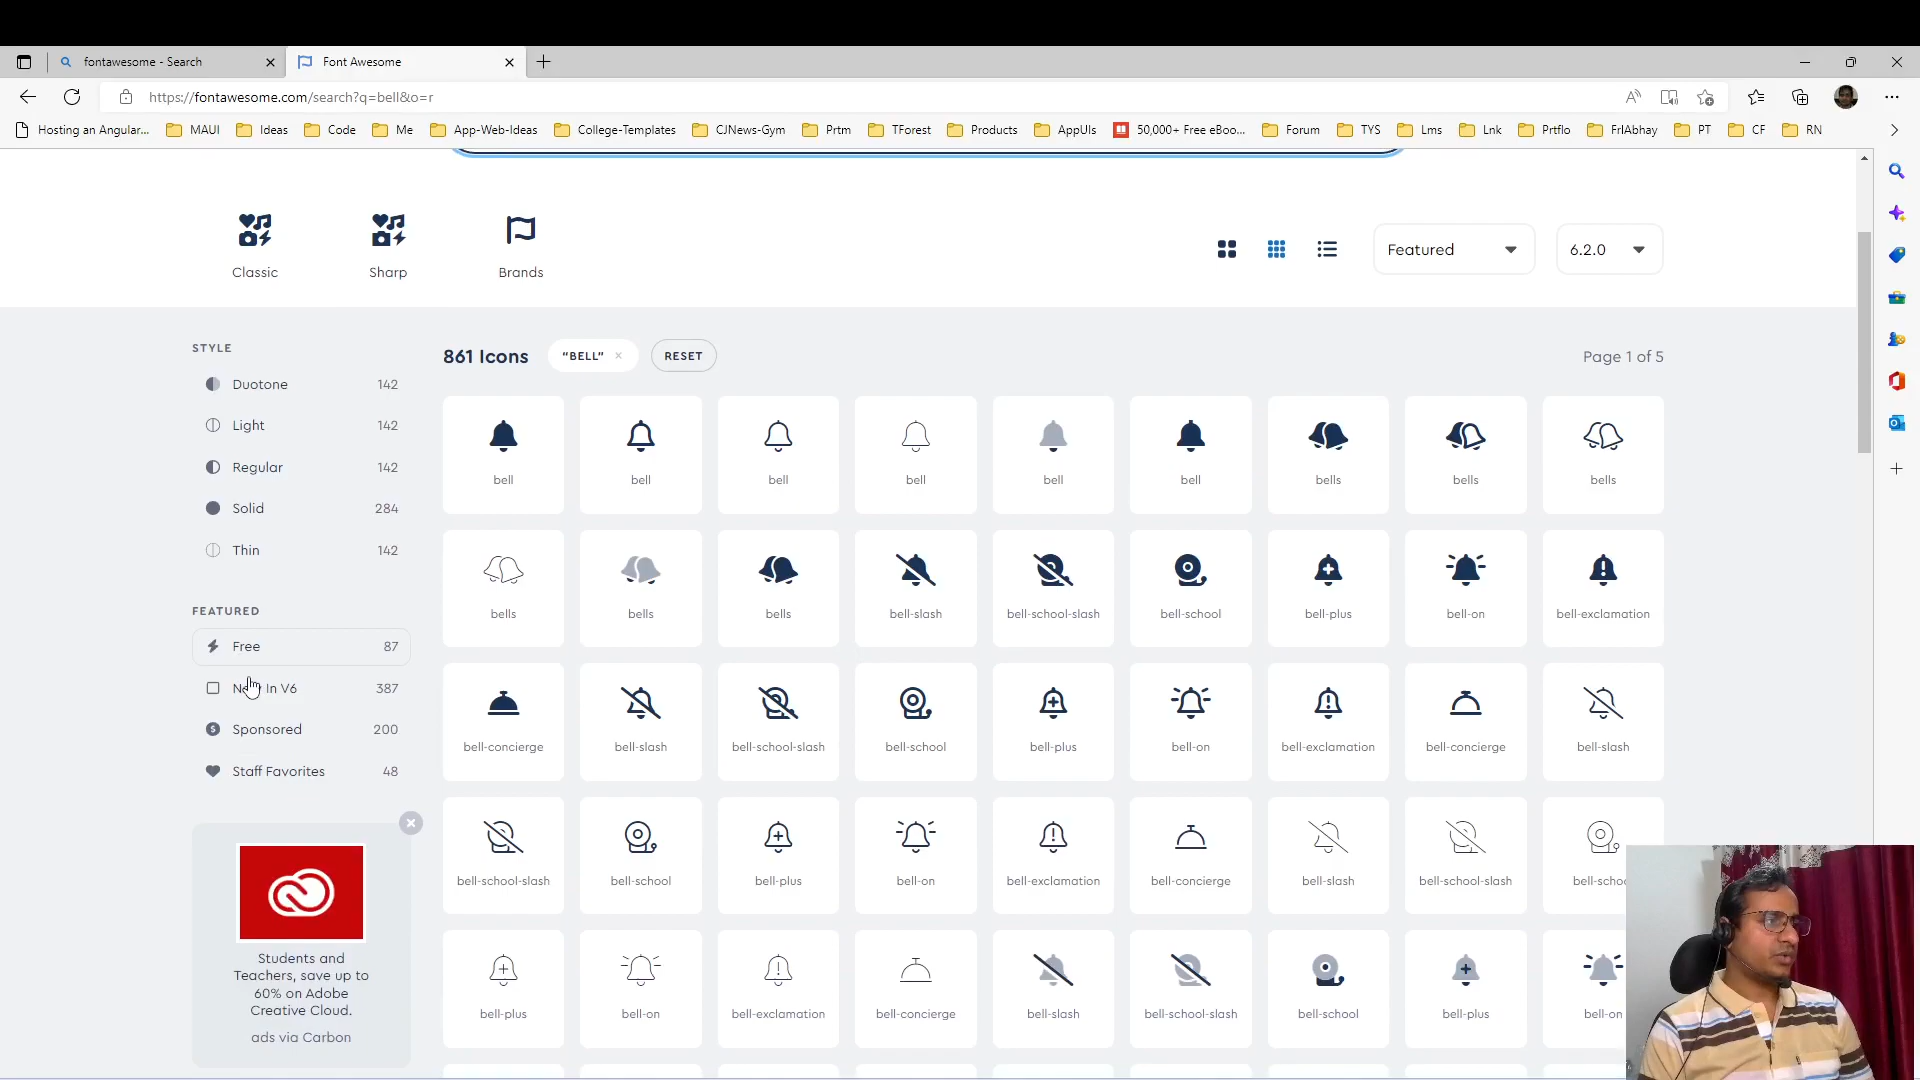 fontawesome - Search
Font Awesome
https://fontawesome.com/search?q=bell&o=r
Hosting an Angular... MAUI Ideas Code Me App-Web-Ideas College-Templates CJNews-Gym Prtm TForest Products AppUIs 50,000+ Free eBoo... Forum TYS Lms Lnk Prtflo FrlAbhay PT CF RN
Classic Sharp Brands
Featured 6.2.0
STYLE
Duotone 142
Light 142
Regular 142
Solid 284
Thin 142
FEATURED
Free 87
New In V6 387
Sponsored 200
Staff Favorites 48
Students and
Teachers, save up to
60% on Adobe
Creative Cloud.
ads via Carbon
861 Icons "BELL" × RESET Page 1 of 5
bell bell bell bell bell bell bells bells bells
bells bells bells bell-slash bell-school-slash bell-school bell-plus bell-on bell-exclamation
bell-concierge bell-slash bell-school-slash bell-school bell-plus bell-on bell-exclamation bell-concierge bell-slash
bell-school-slash bell-school bell-plus bell-on bell-exclamation bell-concierge bell-slash bell-school-slash bell-schoo
bell-plus bell-on bell-exclamation bell-concierge bell-slash bell-school-slash bell-school bell-plus bell-on